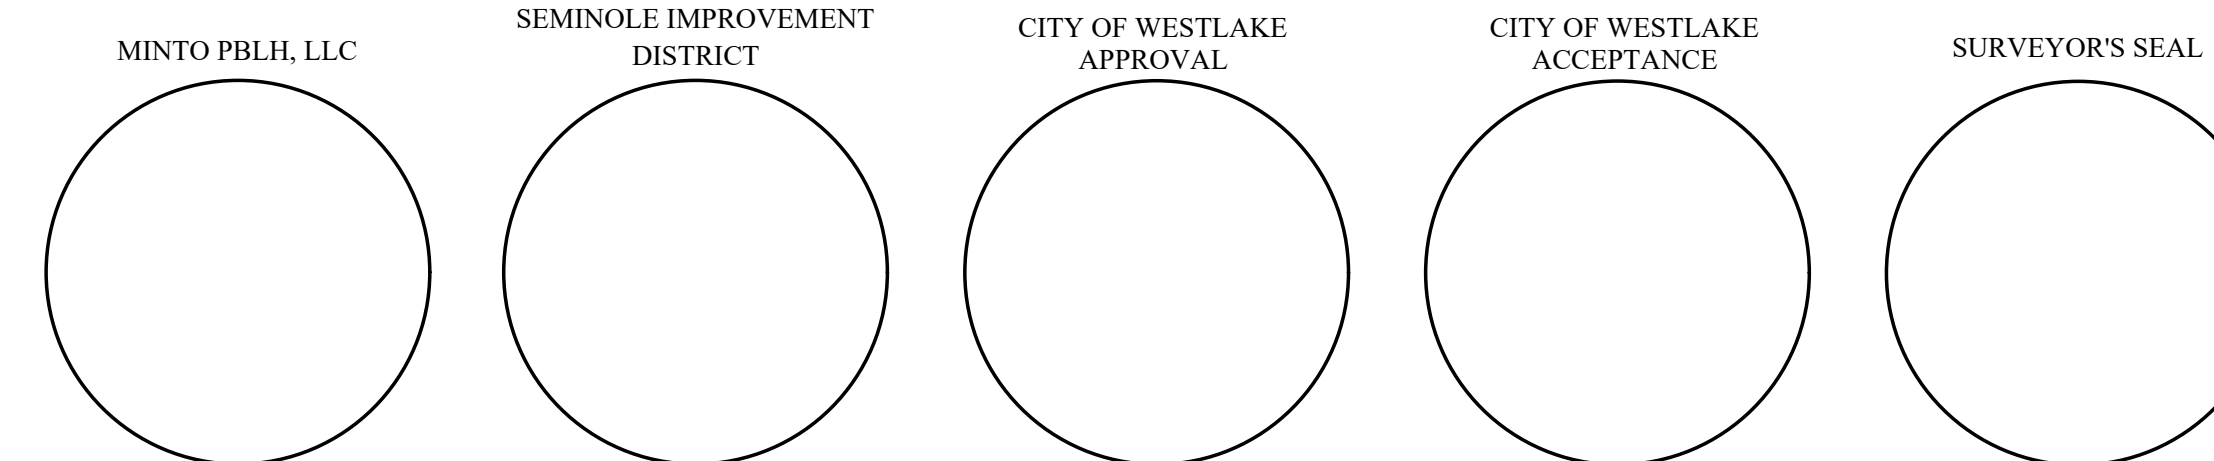 MINTO PBLH, LLC
SEMINOLE IMPROVEMENT
DISTRICT
CITY OF WESTLAKE
APPROVAL
CITY OF WESTLAKE
ACCEPTANCE
SURVEYOR'S SEAL